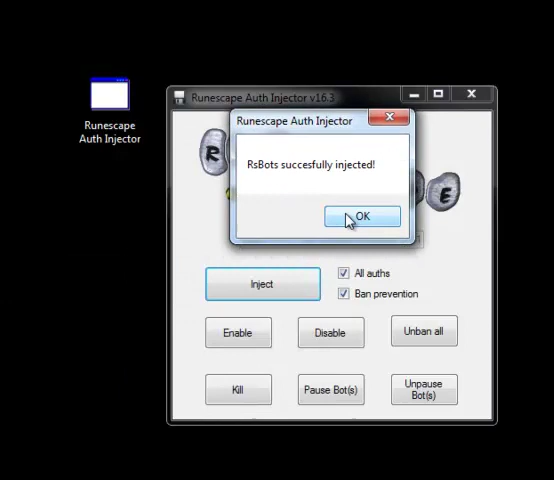 Runescape
Auth Injector
Runescape Auth Injector v16.3
Runescape Auth Injector
R
RsBots succesfully injected!
E
OK
Inject
All auths
Ban prevention
Enable
Disable
Unban all
Kill
Pause Bot(s)
Unpause
Bot(s)